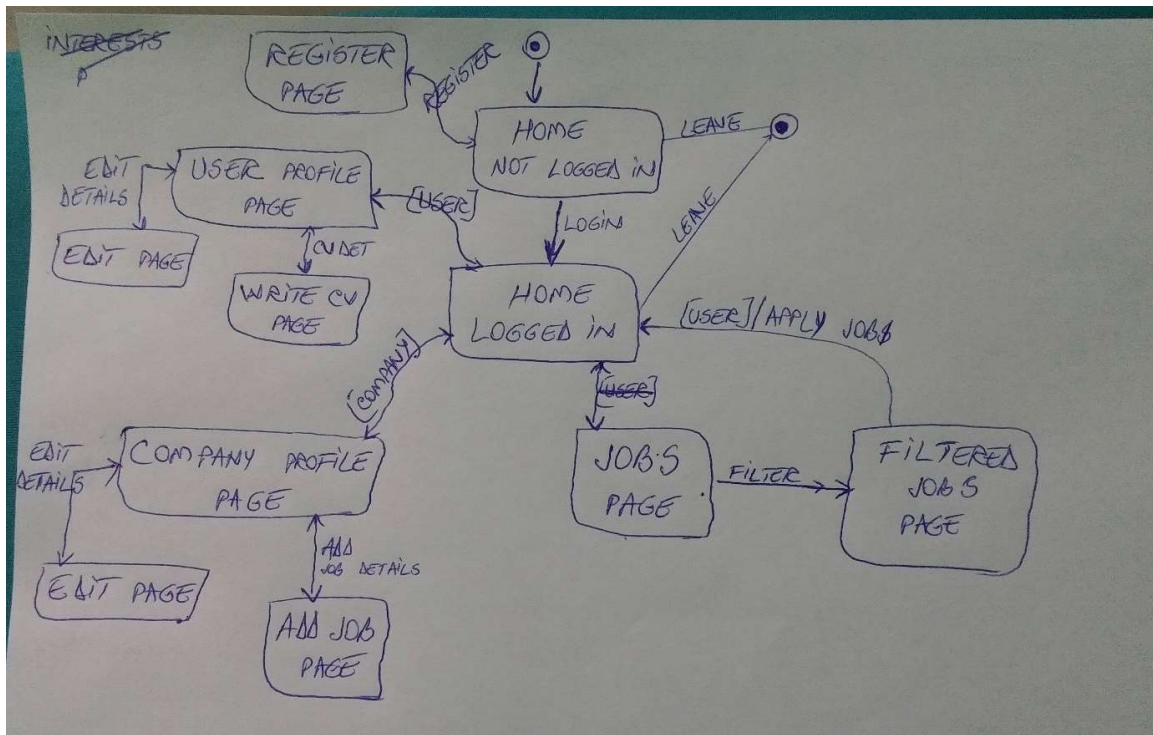 INTERESTS
REGISTER
PAGE
REGISTER
HOME
NOT LOGGED IN
LEAVE
EDIT
DETAILS
USER PROFILE
PAGE
[USER]
LOGIN
LEAVE
EDIT PAGE
CV DET
WRITE CV
PAGE
HOME
LOGGED IN
[USER]/APPLY JOBS
[COMPANY]
[USER]
EDIT
DETAILS
COMPANY PROFILE
PAGE
JOBS
PAGE
FILTER
FILTERED
JOBS
PAGE
ADD
JOB DETAILS
EDIT PAGE
ADD JOB
PAGE